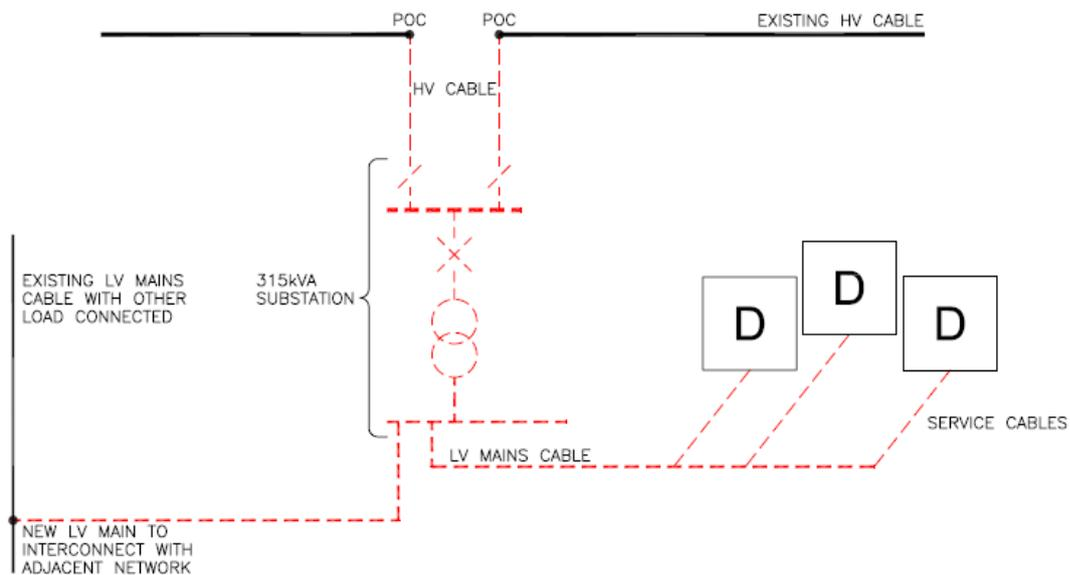 POC
POC
EXISTING HV CABLE
HV CABLE
EXISTING LV MAINS
CABLE WITH OTHER
LOAD CONNECTED
315kVA
SUBSTATION
D
D
D
SERVICE CABLES
LV MAINS CABLE
NEW LV MAIN TO
INTERCONNECT WITH
ADJACENT NETWORK